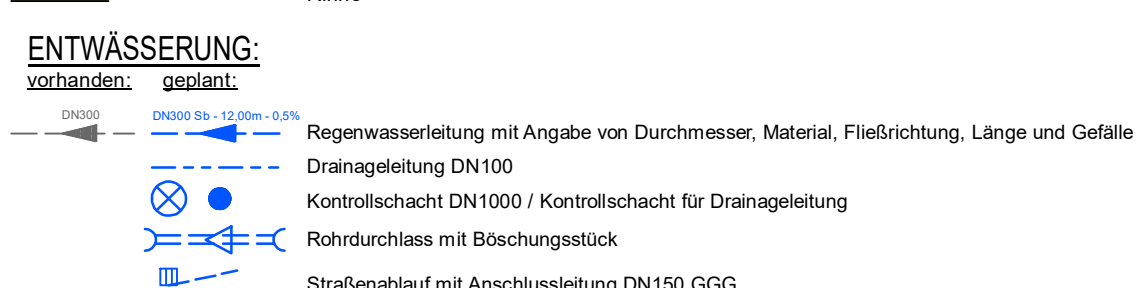 ENTWÄSSERUNG:
vorhanden: geplant:
DN300 DN300 Sb - 12,00m - 0,5%
Regenwasserleitung mit Angabe von Durchmesser, Material, Fließrichtung, Länge und Gefälle
Drainageleitung DN100
Kontrollschacht DN1000 / Kontrollschacht für Drainageleitung
Rohrdurchlass mit Böschungsstück
Straßenablauf mit Anschlussleitung DN150 GGG